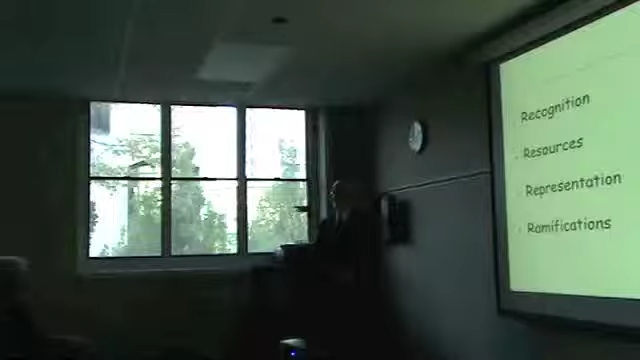 Recognition
Resources
Representation
Ramifications